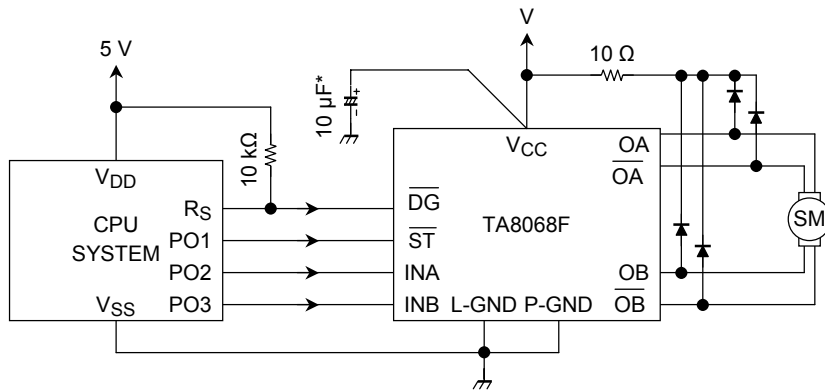 5 V
V
10 Ω
10 µF*
10 kΩ
VCC
OA
OA
VDD
CPU
SYSTEM
RS
PO1
PO2
PO3
VSS
DG
ST
INA
INB
TA8068F
L-GND
P-GND
OB
OB
SM
+
−